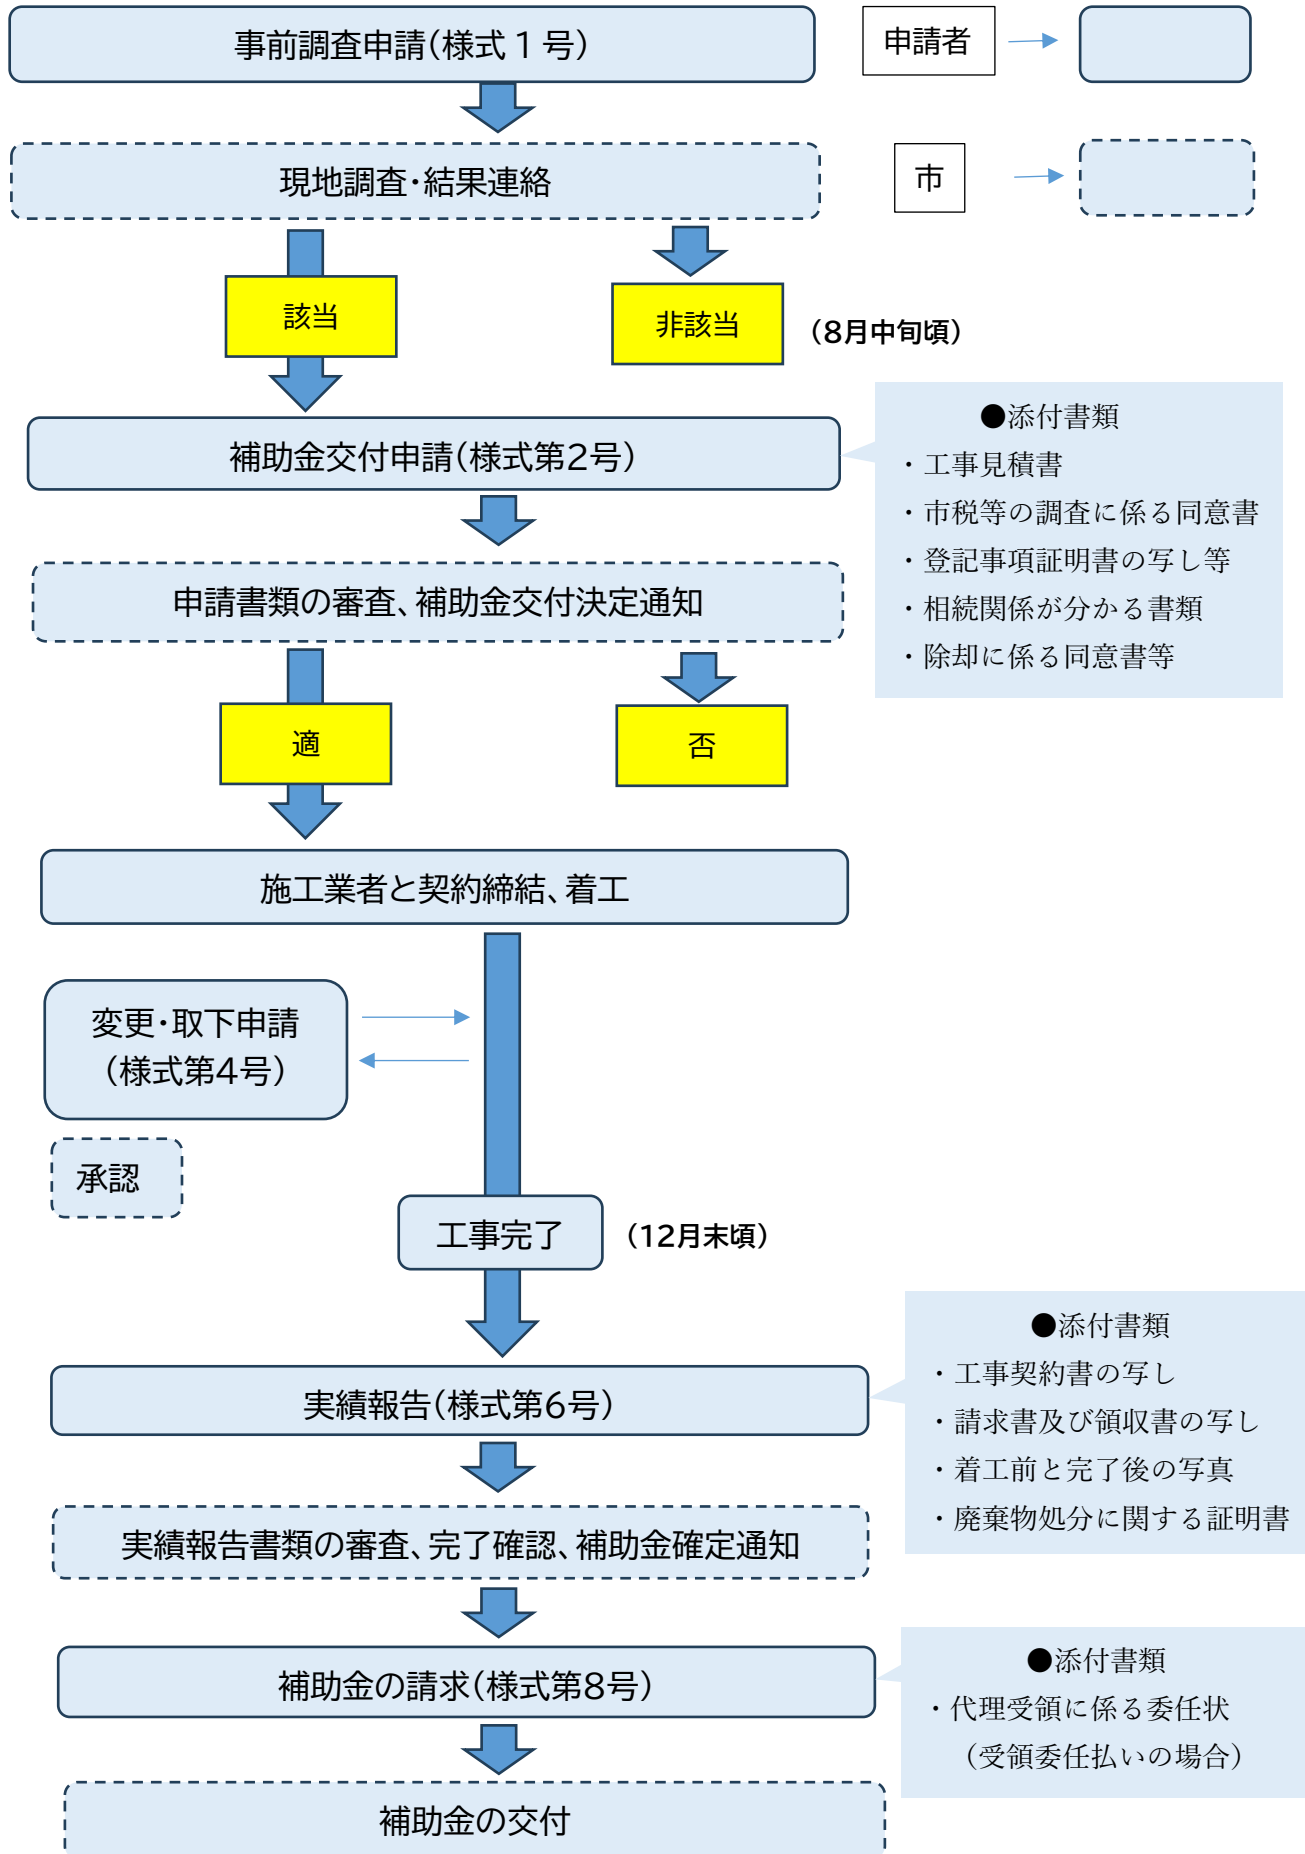 事前調査申請(様式１号)
申請者
現地調査・結果連絡
市
該当
非該当
(8月中旬頃)
補助金交付申請(様式第2号)
●添付書類
・工事見積書
・市税等の調査に係る同意書
・登記事項証明書の写し等
・相続関係が分かる書類
・除却に係る同意書等
申請書類の審査、補助金交付決定通知
適
否
施工業者と契約締結、着工
変更・取下申請
(様式第4号)
承認
工事完了
(12月末頃)
実績報告(様式第6号)
●添付書類
・工事契約書の写し
・請求書及び領収書の写し
・着工前と完了後の写真
・廃棄物処分に関する証明書
実績報告書類の審査、完了確認、補助金確定通知
補助金の請求(様式第8号)
●添付書類
・代理受領に係る委任状
（受領委任払いの場合）
補助金の交付